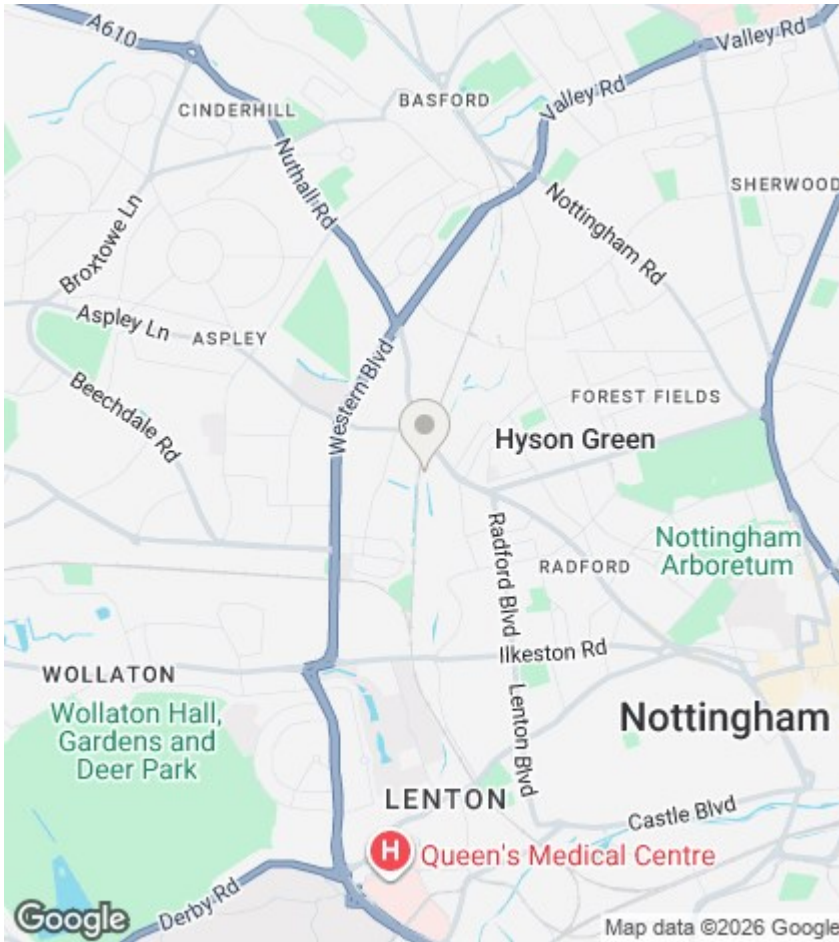 A610
Valley Rd
CINDERHILL
BASFORD
Valley Rd
Nuthall Rd
SHERWOOD
Broxtowe Ln
Nottingham Rd
Aspley Ln
ASPLEY
Western Blvd
Beechdale Rd
FOREST FIELDS
Hyson Green
Radford Blvd
Nottingham
Arboretum
RADFORD
Ilkeston Rd
WOLLATON
Lenton Blvd
Wollaton Hall,
Gardens and
Deer Park
Nottingham
LENTON
Castle Blvd
H
Queen's Medical Centre
Derby Rd
Google
Map data ©2026 Google